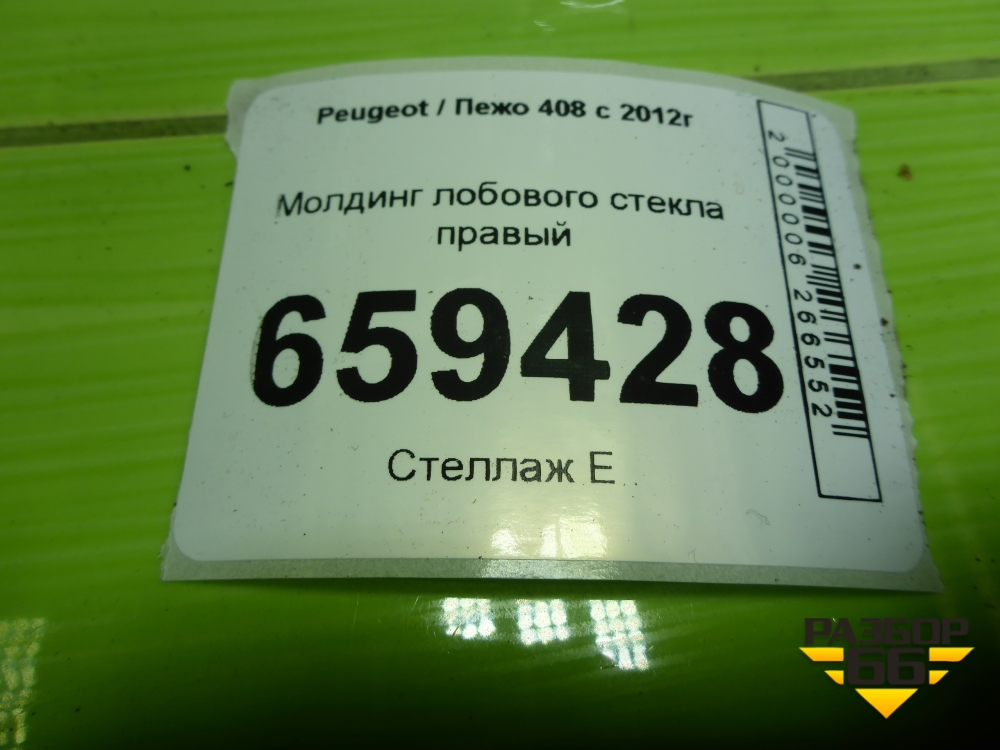 Peugeot / Пежо 408 с 2012г
Молдинг лобового стекла
правый
659428
Стеллаж Е
2000006266552
РАЗБОР
66